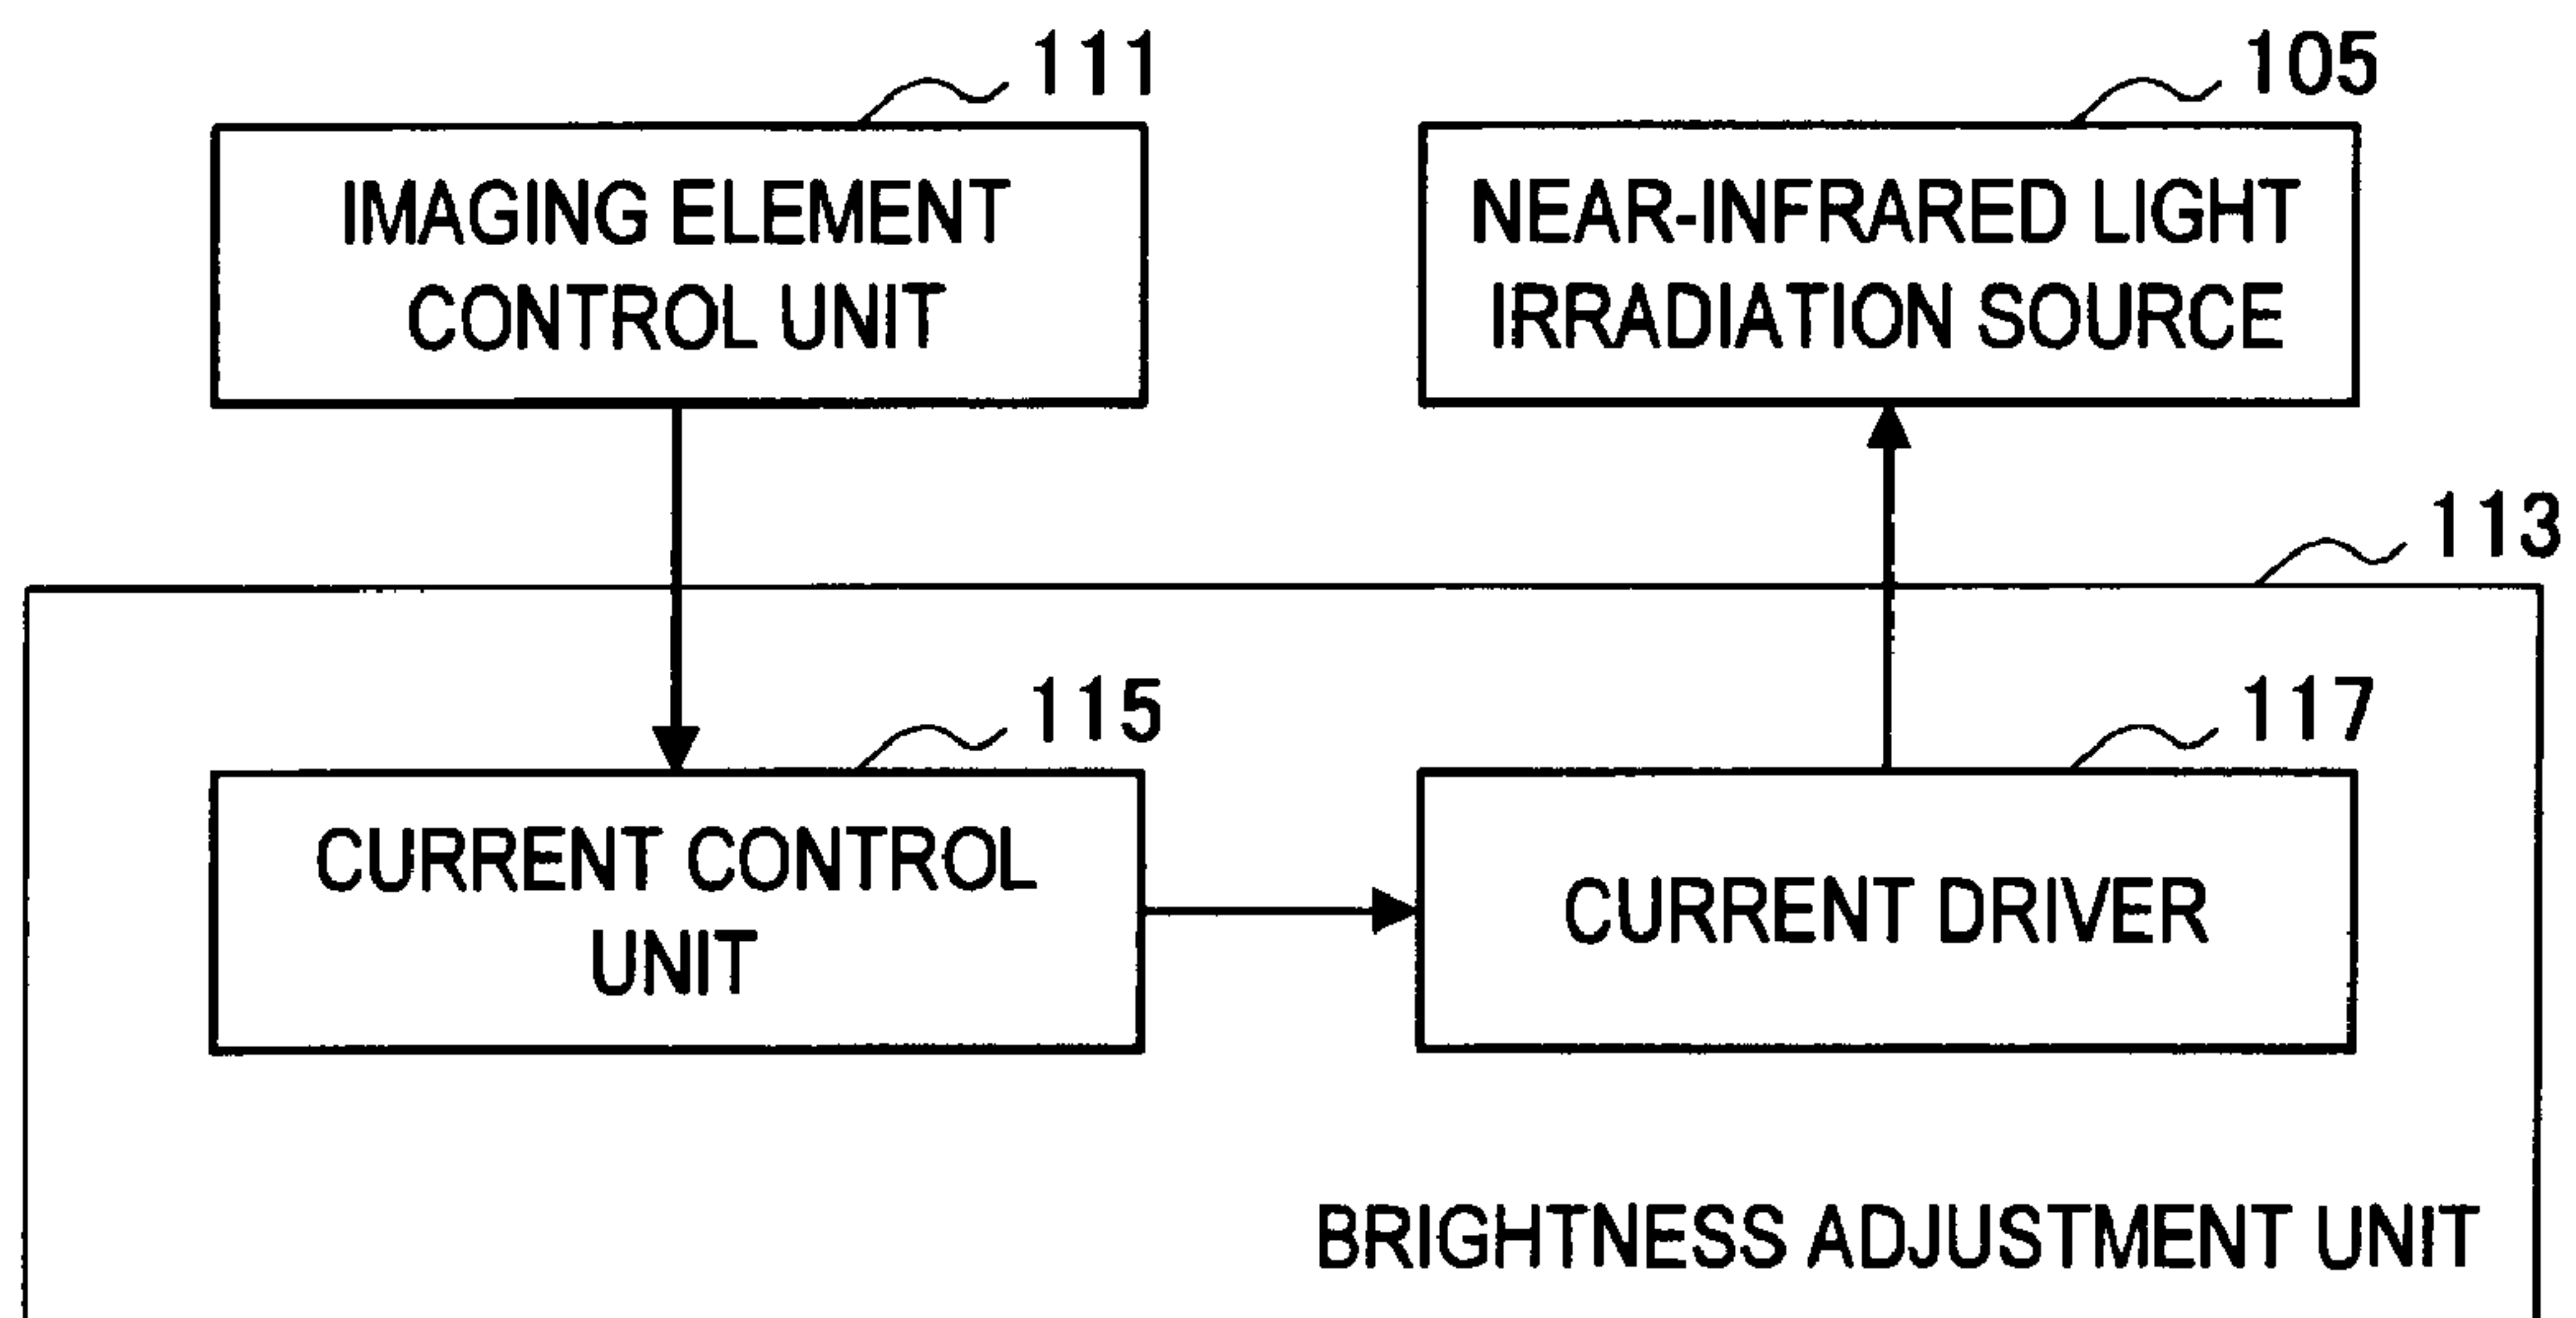 111
IMAGING ELEMENT
CONTROL UNIT
105
NEAR-INFRARED LIGHT
IRRADIATION SOURCE
113
115
CURRENT CONTROL
UNIT
117
CURRENT DRIVER
BRIGHTNESS ADJUSTMENT UNIT